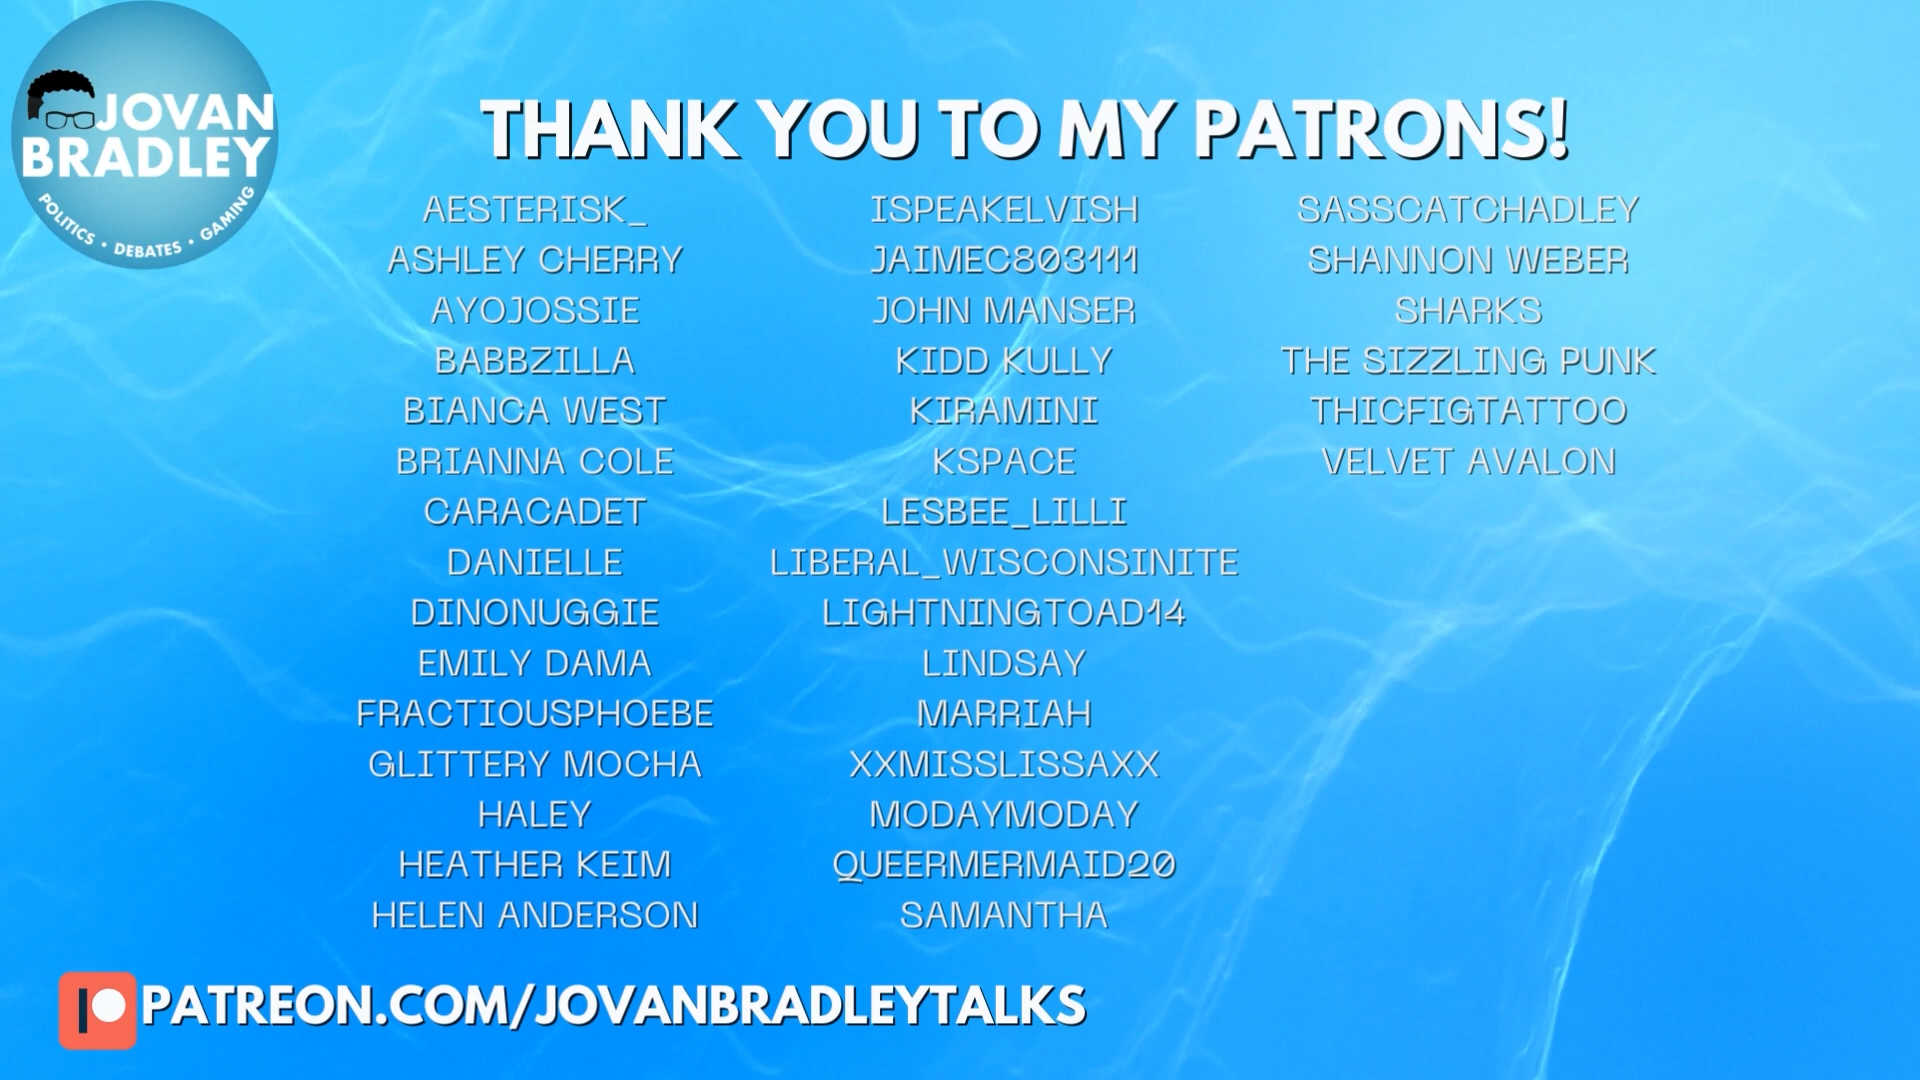 JOVAN
BRADLEY
POLITICS • DEBATES • GAMING
THANK YOU TO MY PATRONS!
AESTERISK_
ASHLEY CHERRY
AYOJOSSIE
BABBZILLA
BIANCA WEST
BRIANNA COLE
CARACADET
DANIELLE
DINONUGGIE
EMILY DAMA
FRACTIOUSPHOEBE
GLITTERY MOCHA
HALEY
HEATHER KEIM
HELEN ANDERSON
ISPEAKELVISH
JAIMEC803111
JOHN MANSER
KIDD KULLY
KIRAMINI
KSPACE
LESBEE_LILLI
LIBERAL_WISCONSINITE
LIGHTNINGTOAD14
LINDSAY
MARRIAH
XXMISSLISSAXX
MODAYMODAY
QUEERMERMAID20
SAMANTHA
SASSCATCHADLEY
SHANNON WEBER
SHARKS
THE SIZZLING PUNK
THICFIGTATTOO
VELVET AVALON
PATREON.COM/JOVANBRADLEYTALKS